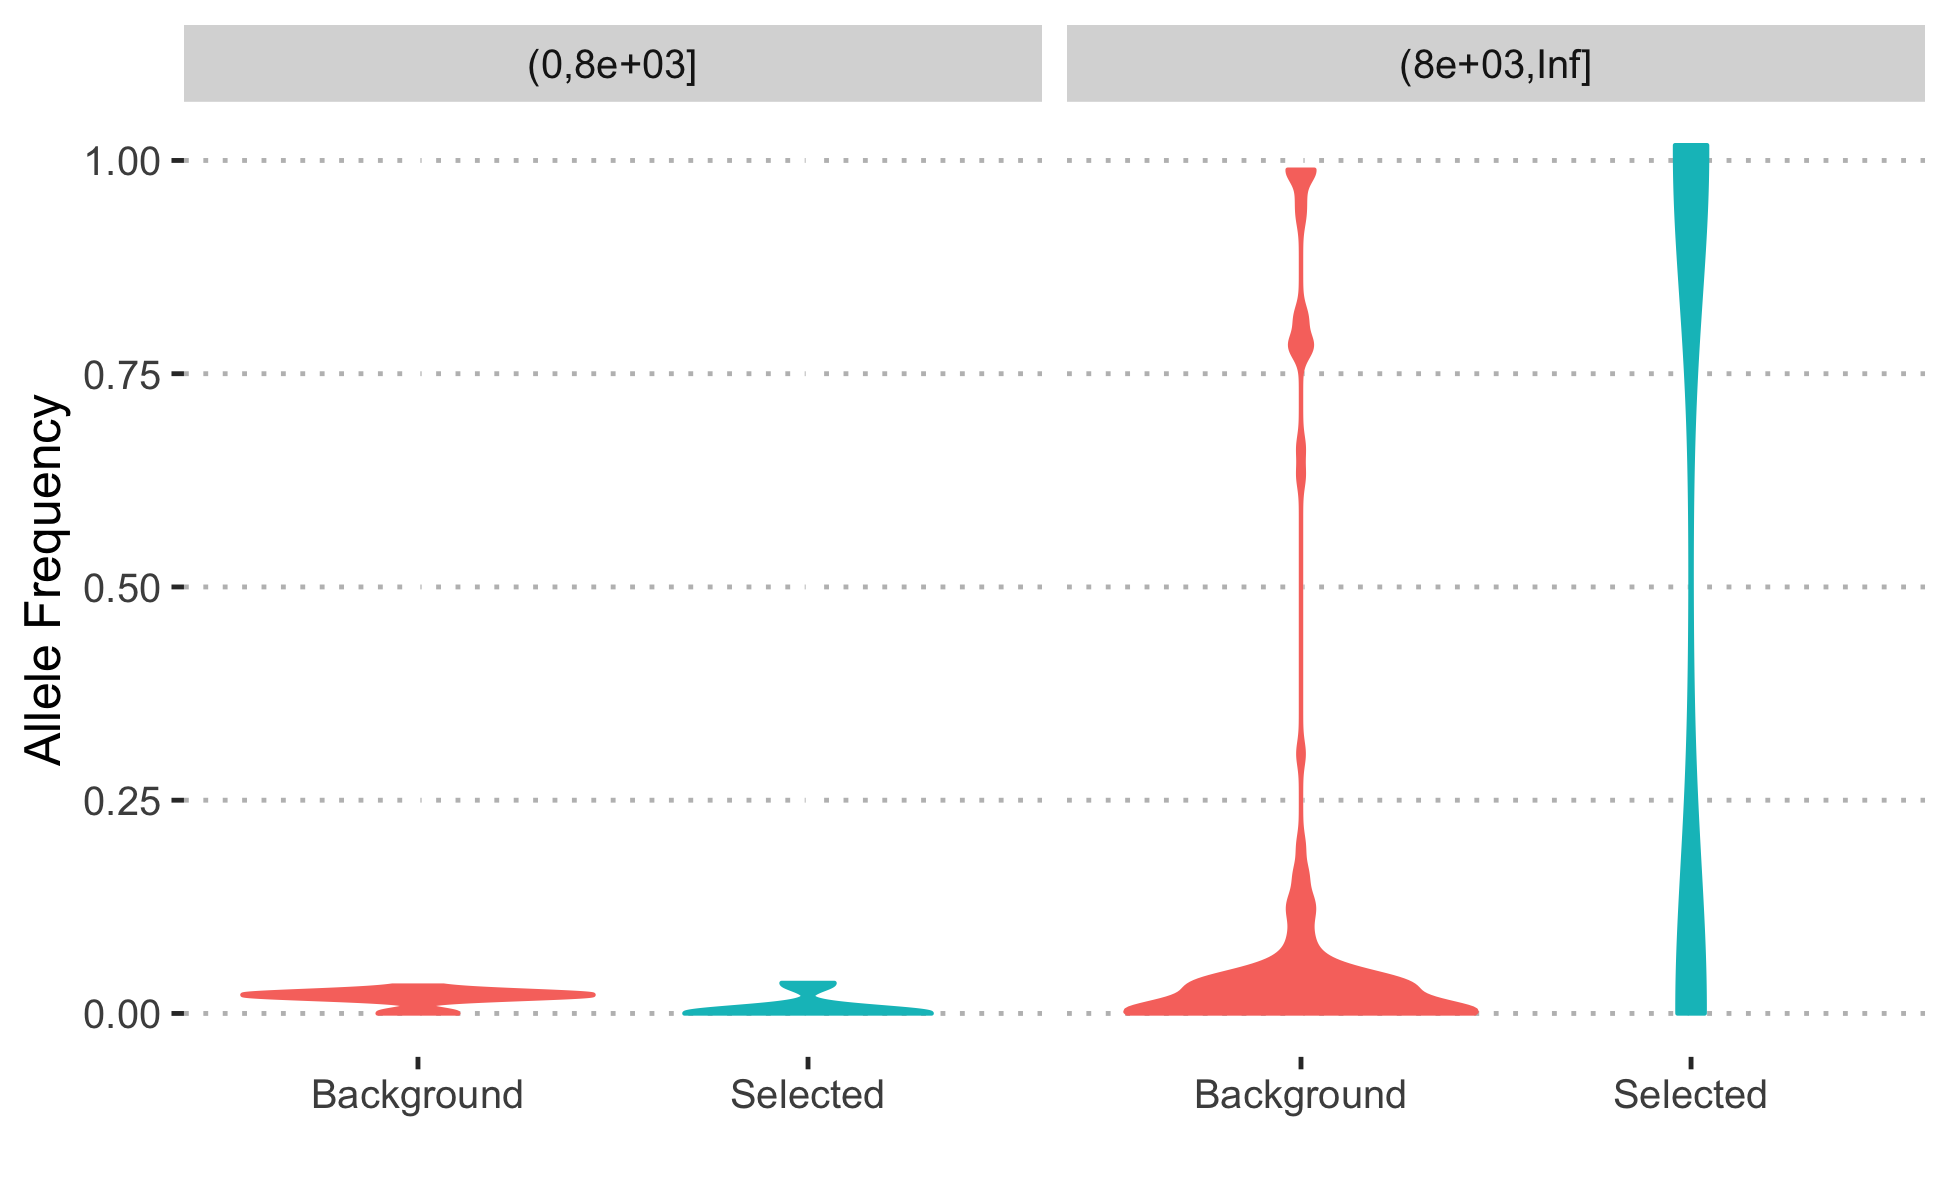 (0,8e+03]
(8e+03,Inf]
Allele Frequency
1.00
0.75
0.50
0.25
0.00
Background
Selected
Background
Selected